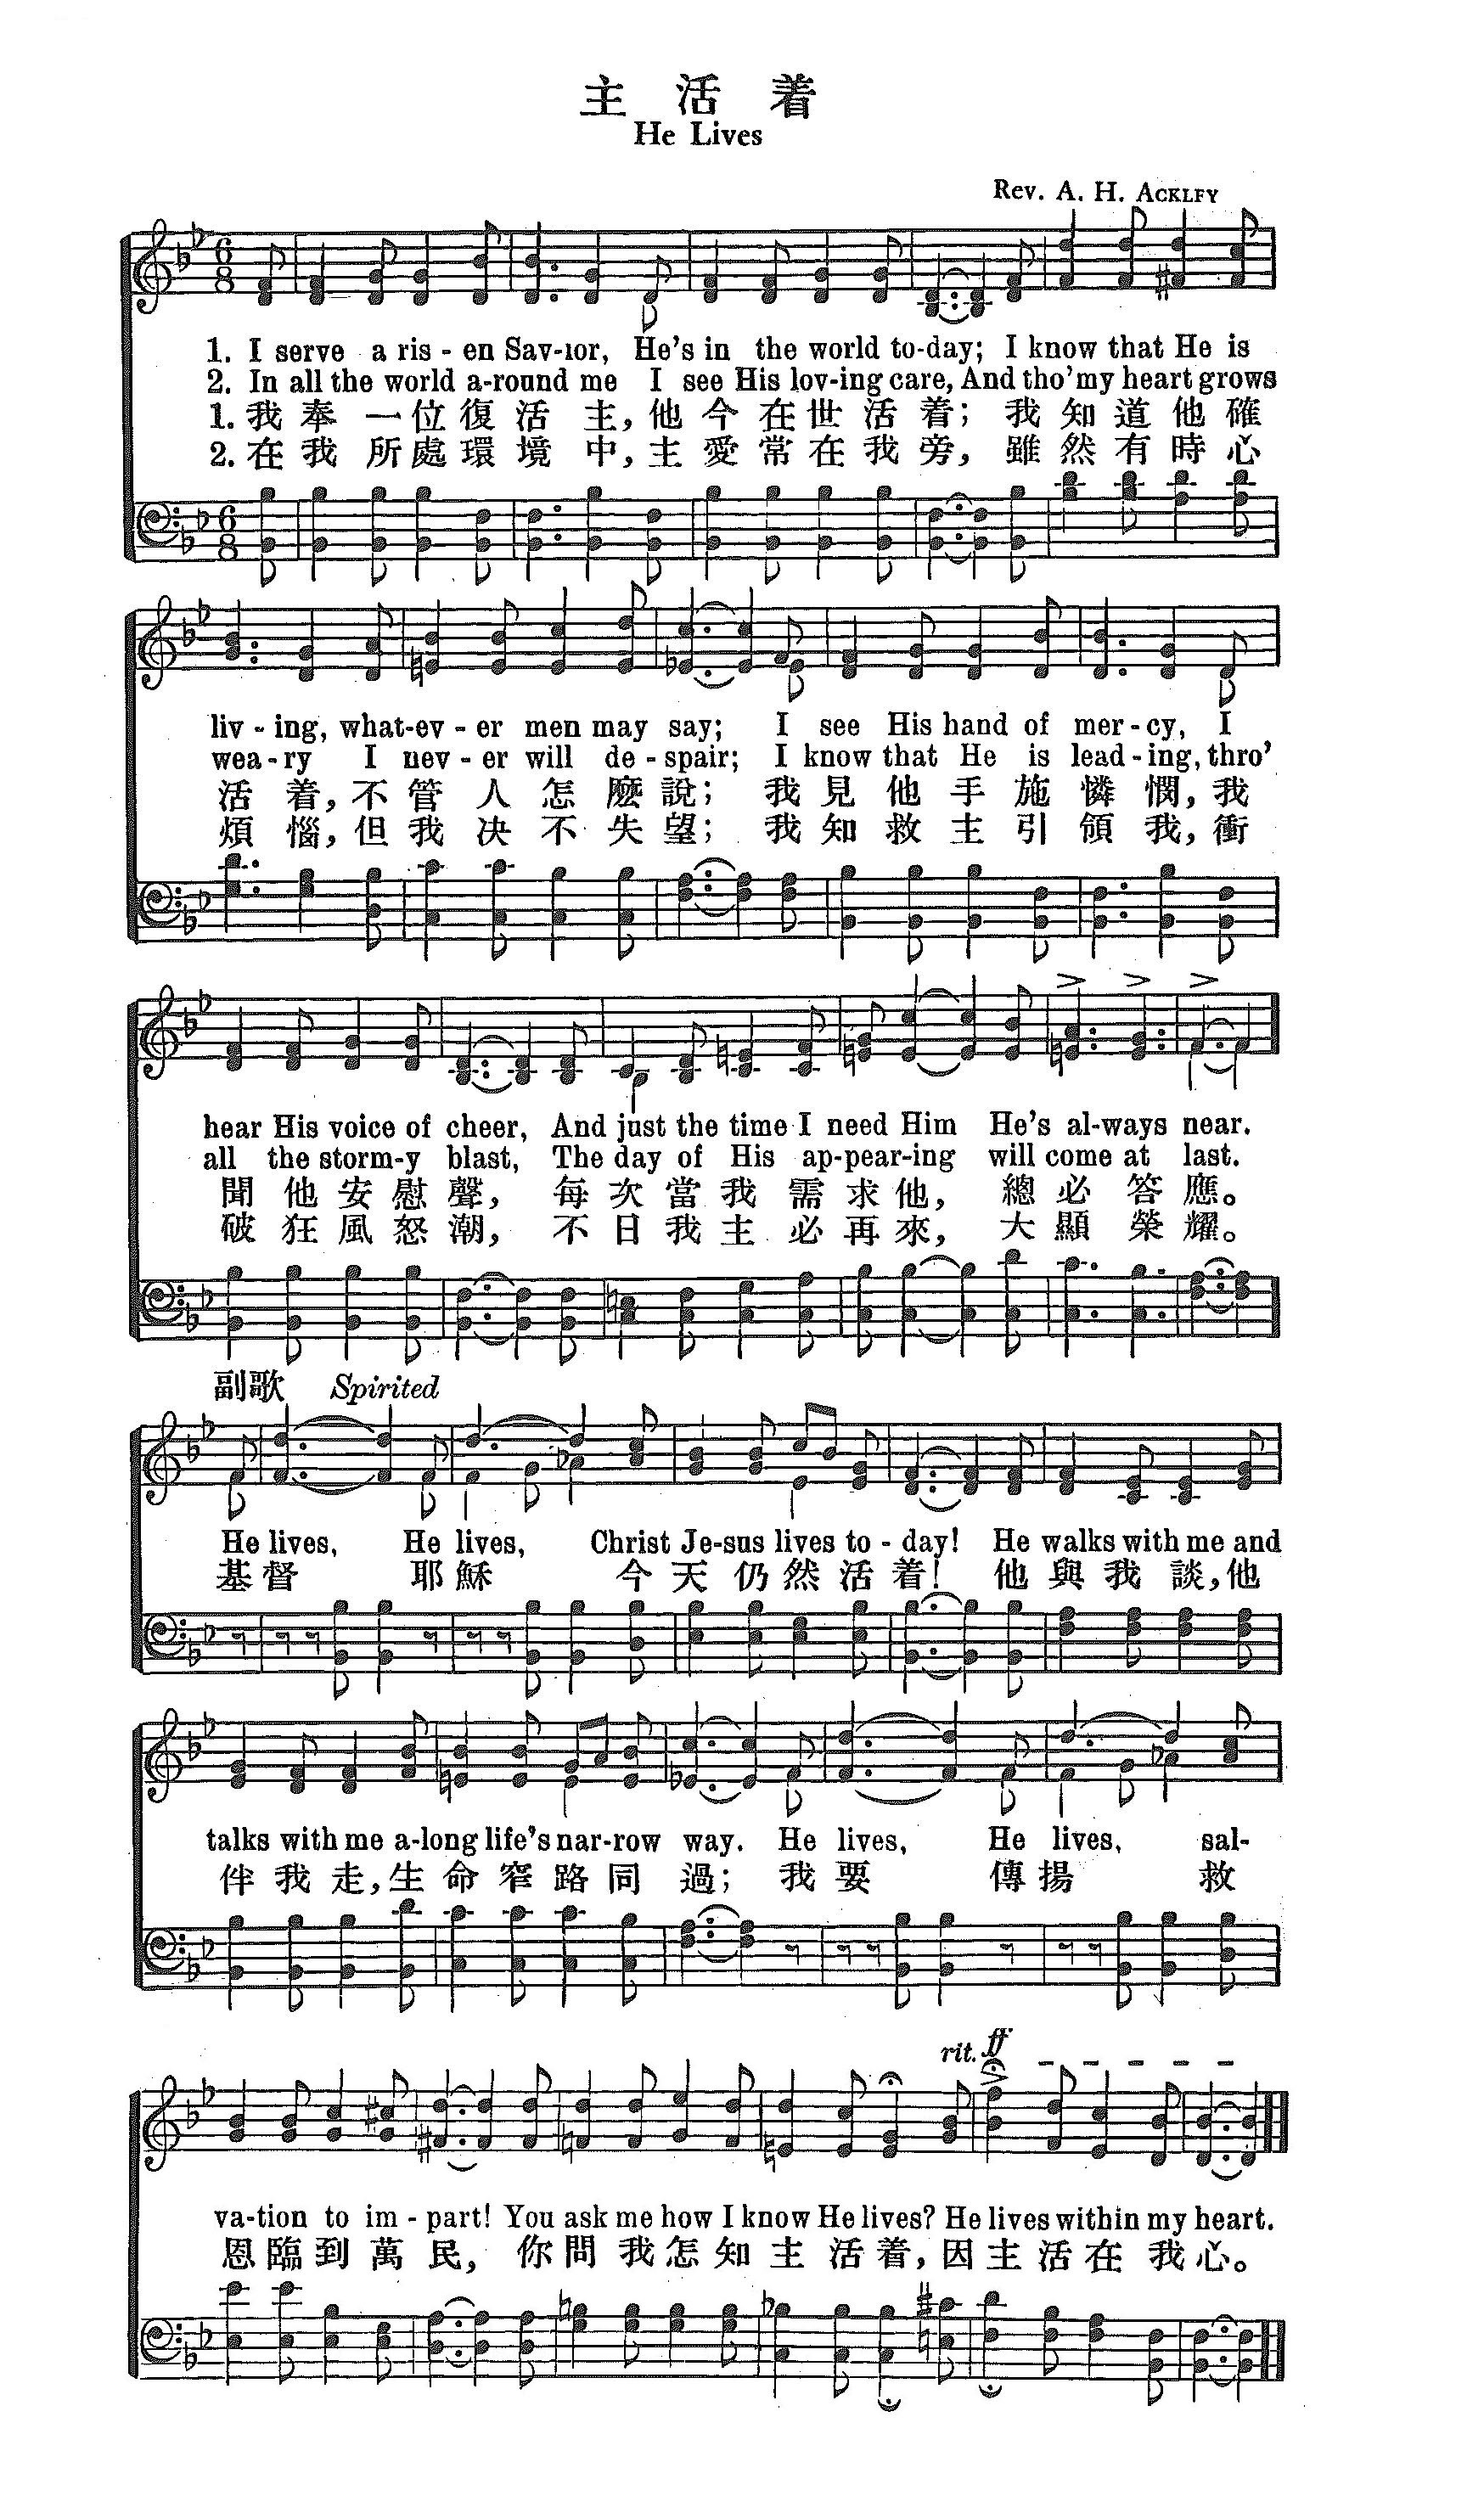 主活着
He Lives
Rev. A. H. ACKLFY
1. I serve a ris - en Sav-ior, He's in the world to-day; I know that He is
2. In all the world a-round me I see His lov-ing care, And tho' my heart grows
1. 我奉一位復活主, 他今在世活着; 我知道他確
2. 在我所處環境中, 主愛常在我旁, 雖然有時心
liv - ing, what-ev - er men may say; I see His hand of mer-cy, I
wea - ry I nev - er will de - spair; I know that He is lead - ing, thro'
活着, 不管人怎麽說; 我見他手施憐憫, 我
煩惱, 但我决不失望; 我知救主引領我, 衝
hear His voice of cheer, And just the time I need Him He's al-ways near.
all the storm-y blast, The day of His ap-pear-ing will come at last.
聞他安慰聲, 每次當我需求他, 總必答應。
破狂風怒潮, 不日我主必再來, 大顯榮耀。
副歌 Spirited
He lives, He lives, Christ Je-sus lives to - day! He walks with me and
基督 耶穌 今天仍然活着! 他與我談, 他
talks with me a-long life's nar-row way. He lives, He lives, sal-
伴我走, 生命窄路同過; 我要 傳揚 救
rit. ff
va-tion to im - part! You ask me how I know He lives? He lives within my heart.
恩臨到萬民, 你問我怎知主活着, 因主活在我心。